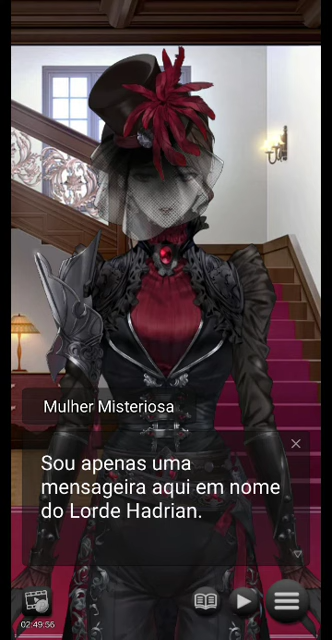 Mulher Misteriosa
Sou apenas uma
mensageira aqui em nome
do Lorde Hadrian.
02:49:56